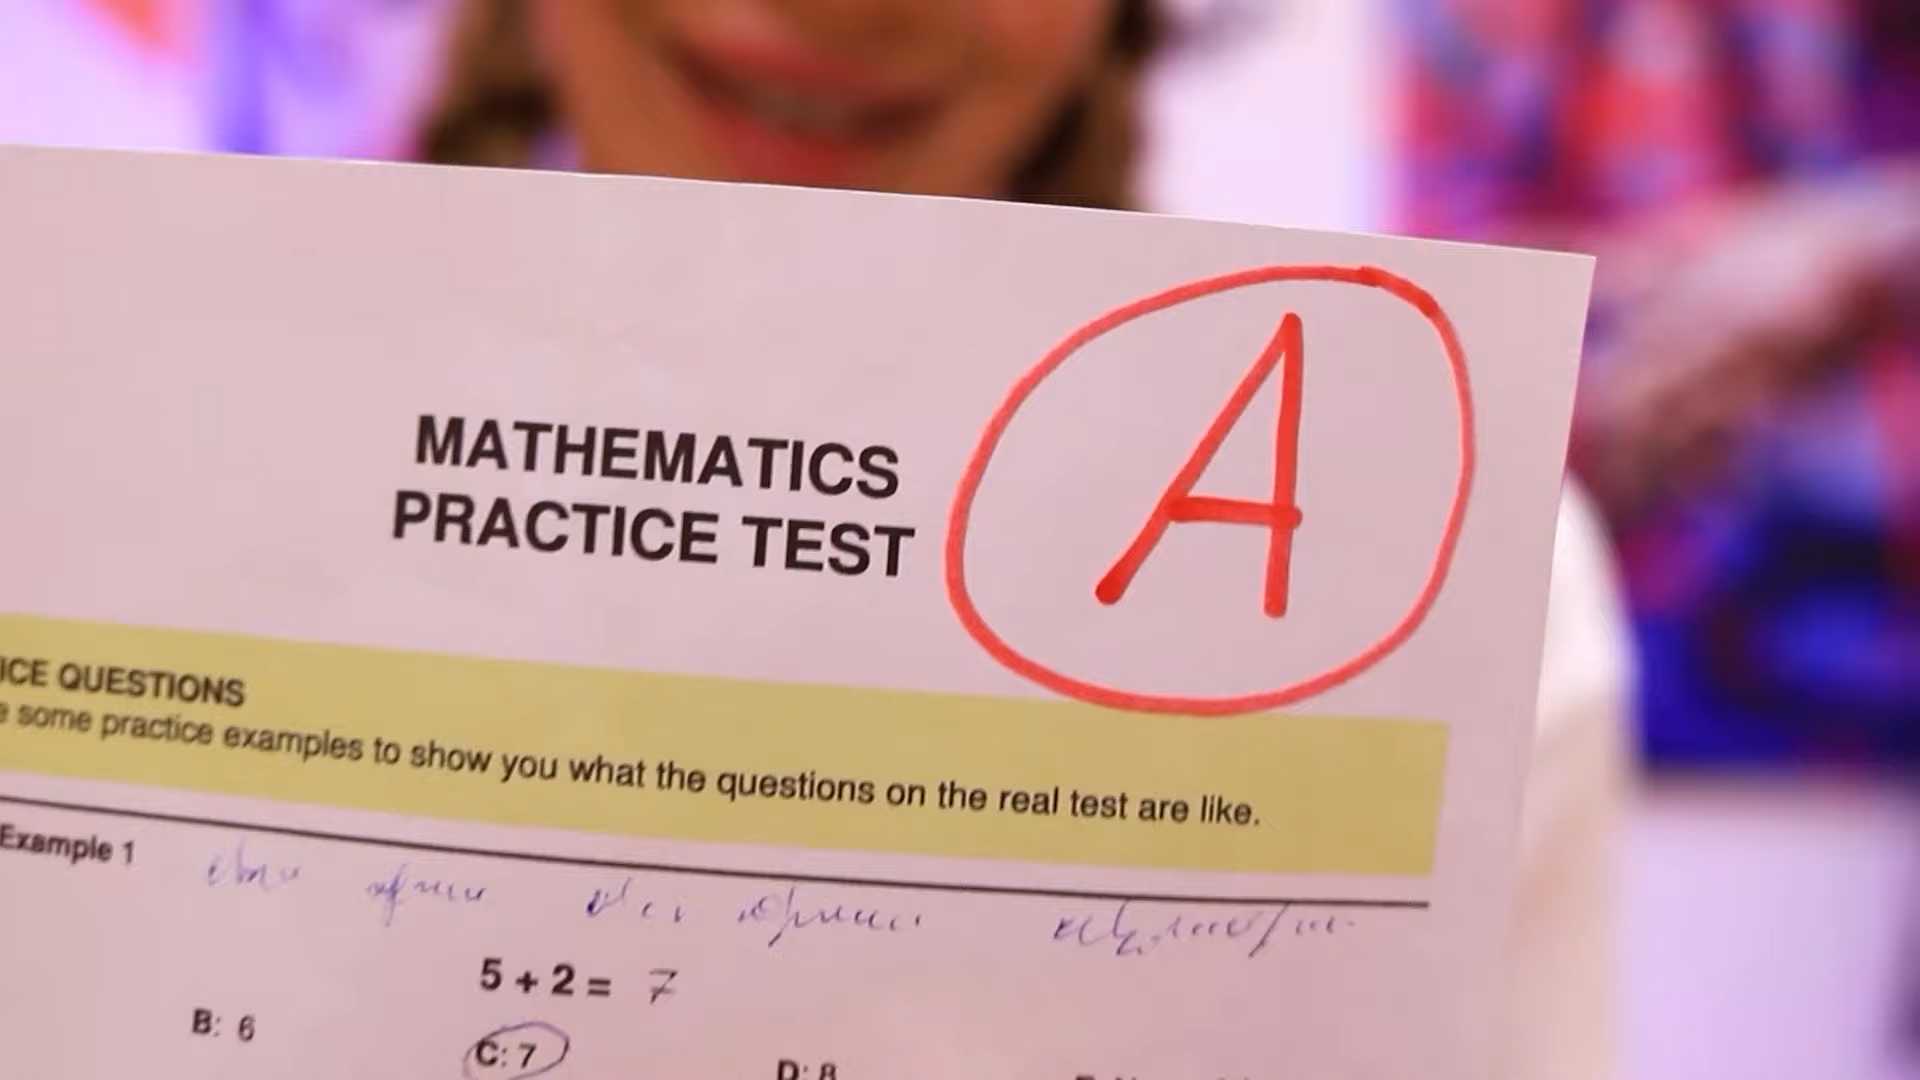 A
MATHEMATICS
PRACTICE TEST
ICE QUESTIONS
e some practice examples to show you what the questions on the real test are like.
Example 1
5 + 2 = 7
B: 6
C: 7
D: 8